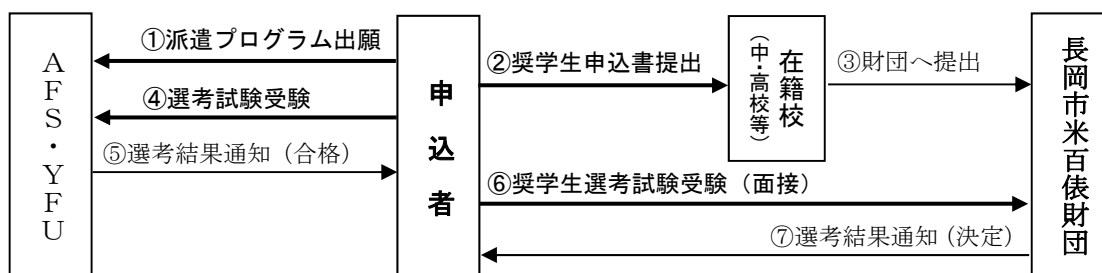 AFS・YFU
①派遣プログラム出願
④選考試験受験
⑤選考結果通知（合格）
申込者
②奨学生申込書提出
在籍校
（中・高校等）
③財団へ提出
⑥奨学生選考試験受験（面接）
⑦選考結果通知（決定）
長岡市米百俵財団